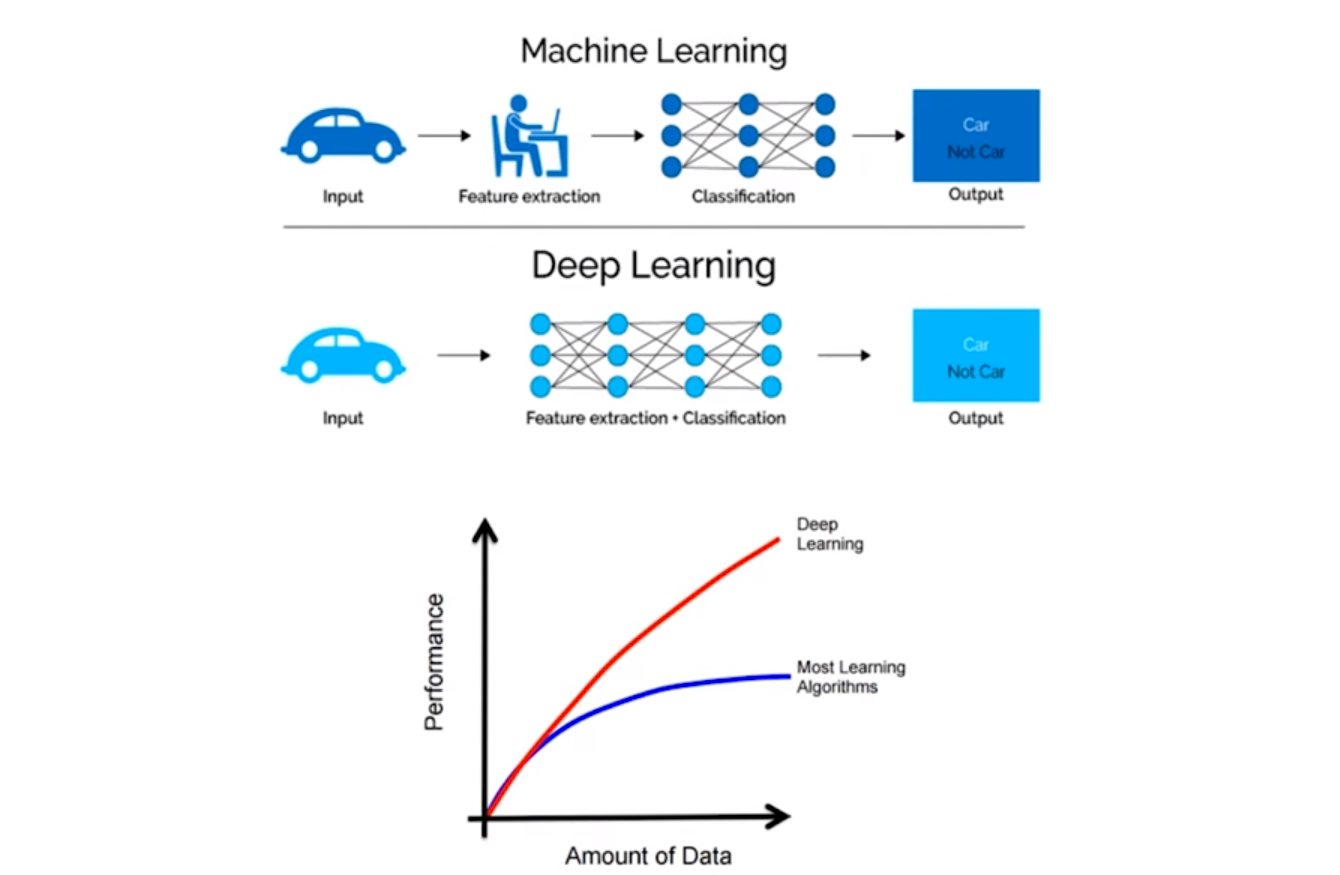 Machine Learning
Car
Not Car
Input
Feature extraction
Classification
Output
Deep Learning
Car
Not Car
Input
Feature extraction + Classification
Output
Deep
Learning
Most Learning
Algorithms
Performance
Amount of Data